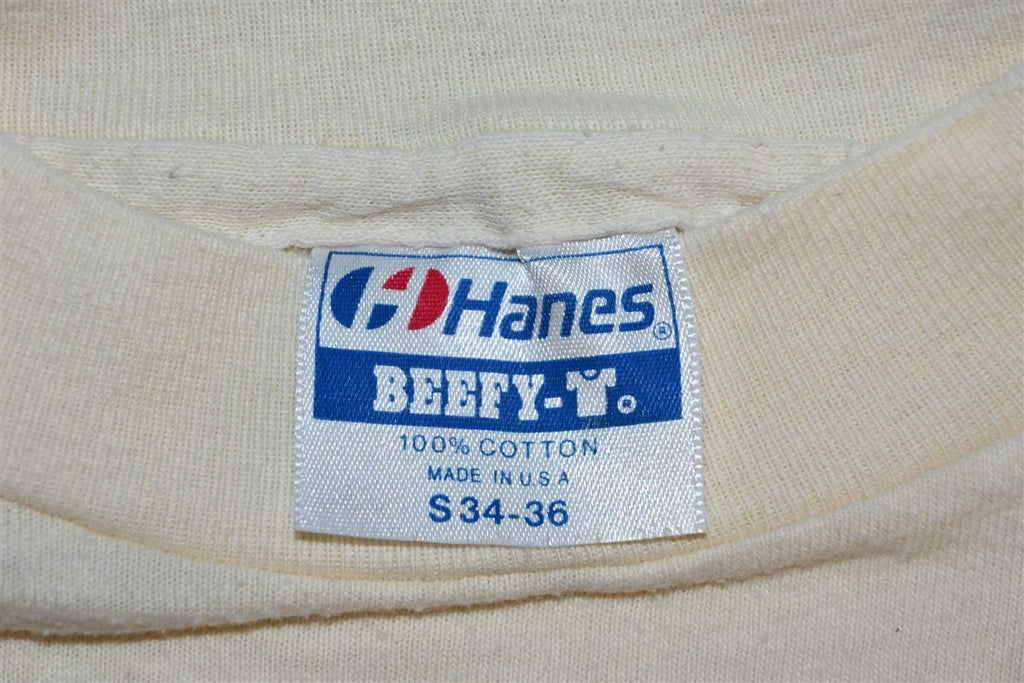 Hanes®
BEEFY-T®
100% COTTON
MADE IN U.S.A
S 34-36